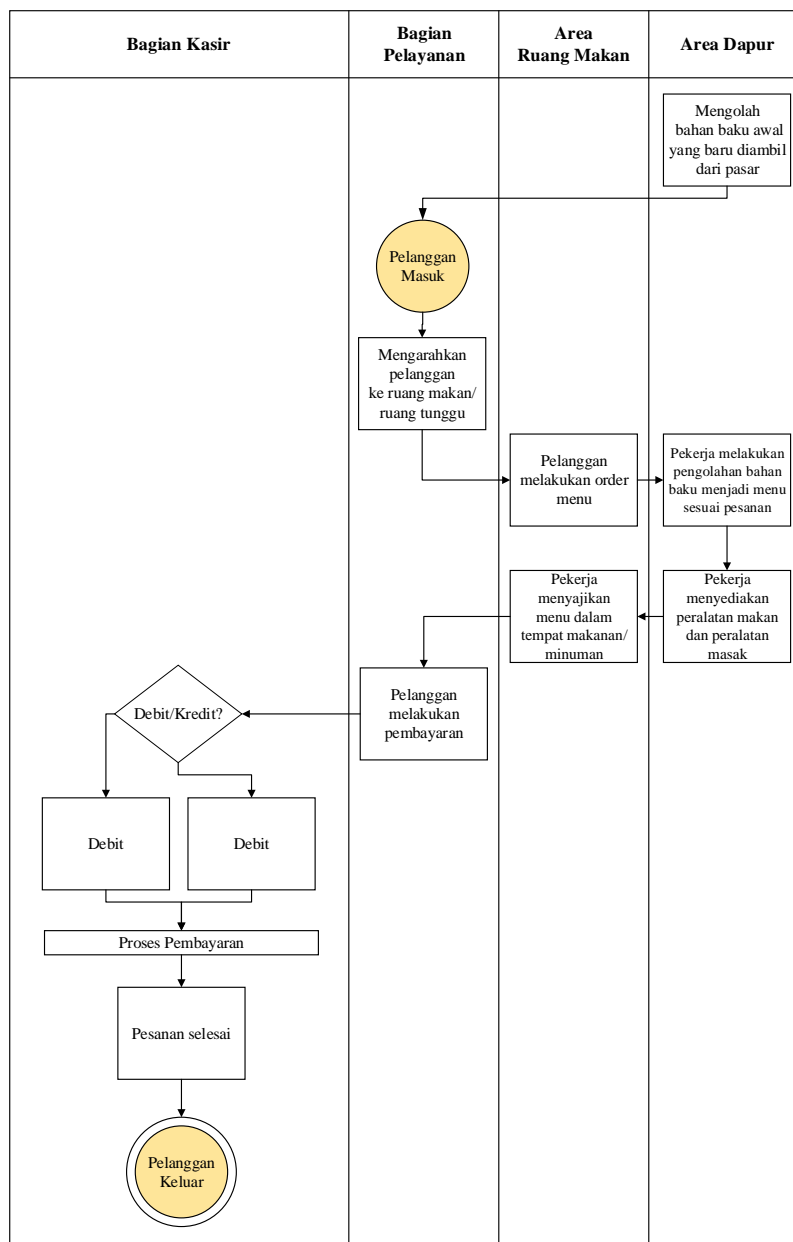 Bagian Kasir
Bagian
Pelayanan
Area
Ruang Makan
Area Dapur
Mengolah
bahan baku awal
yang baru diambil
dari pasar
Pelanggan
Masuk
Mengarahkan
pelanggan
ke ruang makan/
ruang tunggu
Pelanggan
melakukan order
menu
Pekerja melakukan
pengolahan bahan
baku menjadi menu
sesuai pesanan
Pekerja
menyediakan
peralatan makan
dan peralatan
masak
Pekerja
menyajikan
menu dalam
tempat makanan/
minuman
Pelanggan
melakukan
pembayaran
Debit/Kredit?
Debit
Debit
Proses Pembayaran
Pesanan selesai
Pelanggan
Keluar